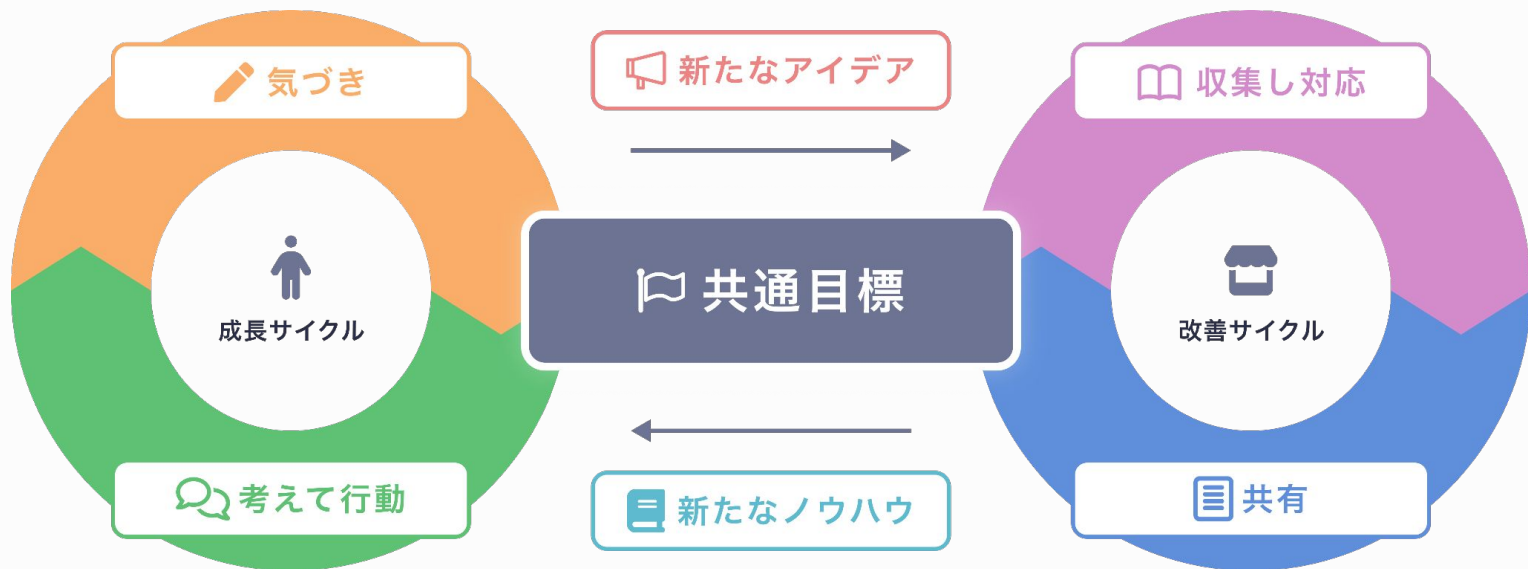 気づき
新たなアイデア
収集し対応
成長サイクル
共通目標
改善サイクル
考えて行動
新たなノウハウ
共有